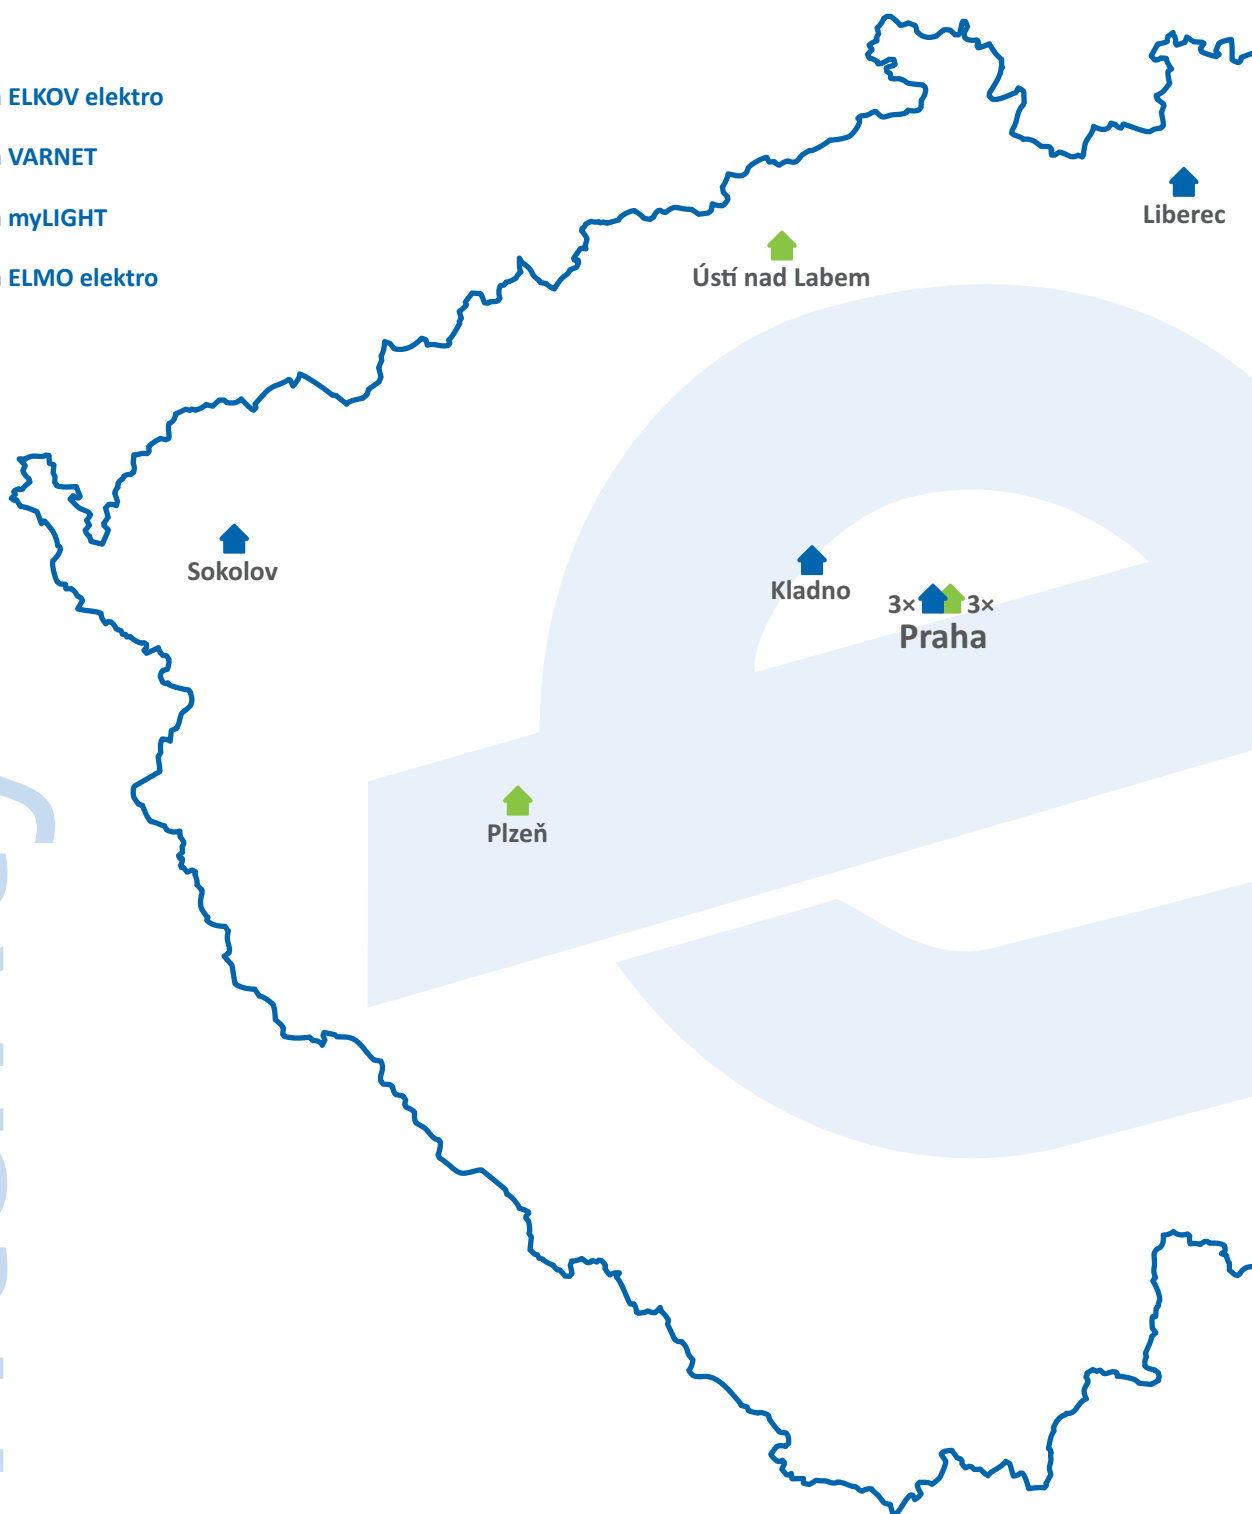 ELKOV elektro
VARNET
myLIGHT
ELMO elektro
Liberec
Ústí nad Labem
Sokolov
Kladno
3× 3×
Praha
Plzeň